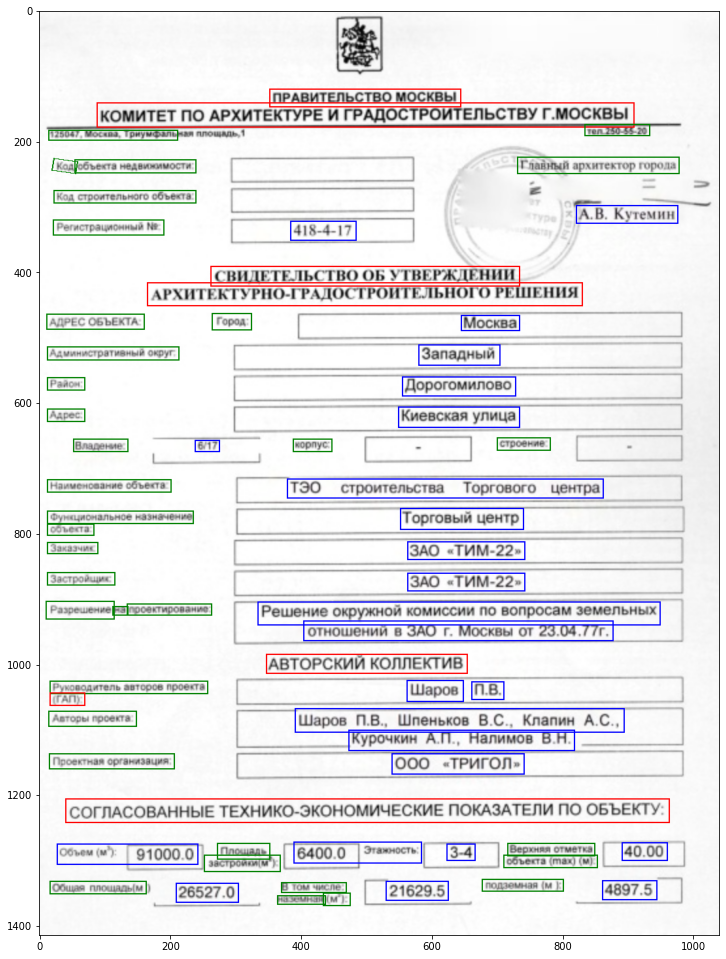 ПРАВИТЕЛЬСТВО МОСКВЫ
КОМИТЕТ ПО АРХИТЕКТУРЕ И ГРАДОСТРОИТЕЛЬСТВУ Г.МОСКВЫ
125047, Москва, Триумфальная площадь,1 тел.250-55-20
Код объекта недвижимости: Главный архитектор города
Код строительного объекта:
А.В. Кутемин
Регистрационный №: 418-4-17
СВИДЕТЕЛЬСТВО ОБ УТВЕРЖДЕНИИ
АРХИТЕКТУРНО-ГРАДОСТРОИТЕЛЬНОГО РЕШЕНИЯ
АДРЕС ОБЪЕКТА: Город: Москва
Административный округ: Западный
Район: Дорогомилово
Адрес: Киевская улица
Владение: 6/17 корпус: - строение: -
Наименование объекта: ТЭО строительства Торгового центра
Функциональное назначение
объекта: Торговый центр
Заказчик: ЗАО «ТИМ-22»
Застройщик: ЗАО «ТИМ-22»
Разрешение на проектирование: Решение окружной комиссии по вопросам земельных
отношений в ЗАО г. Москвы от 23.04.77г.
АВТОРСКИЙ КОЛЛЕКТИВ
Руководитель авторов проекта
(ГАП): Шаров П.В.
Авторы проекта: Шаров П.В., Шпеньков В.С., Клапин А.С.,
Курочкин А.П., Налимов В.Н.
Проектная организация: ООО «ТРИГОЛ»
СОГЛАСОВАННЫЕ ТЕХНИКО-ЭКОНОМИЧЕСКИЕ ПОКАЗАТЕЛИ ПО ОБЪЕКТУ:
Объем (м³): 91000.0 Площадь застройки(м²): 6400.0 Этажность: 3-4 Верхняя отметка объекта (max) (м): 40.00
Общая площадь(м ) 26527.0 В том числе: наземная (м²): 21629.5 подземная (м ): 4897.5
0
200
400
600
800
1000
1200
1400
0 200 400 600 800 1000